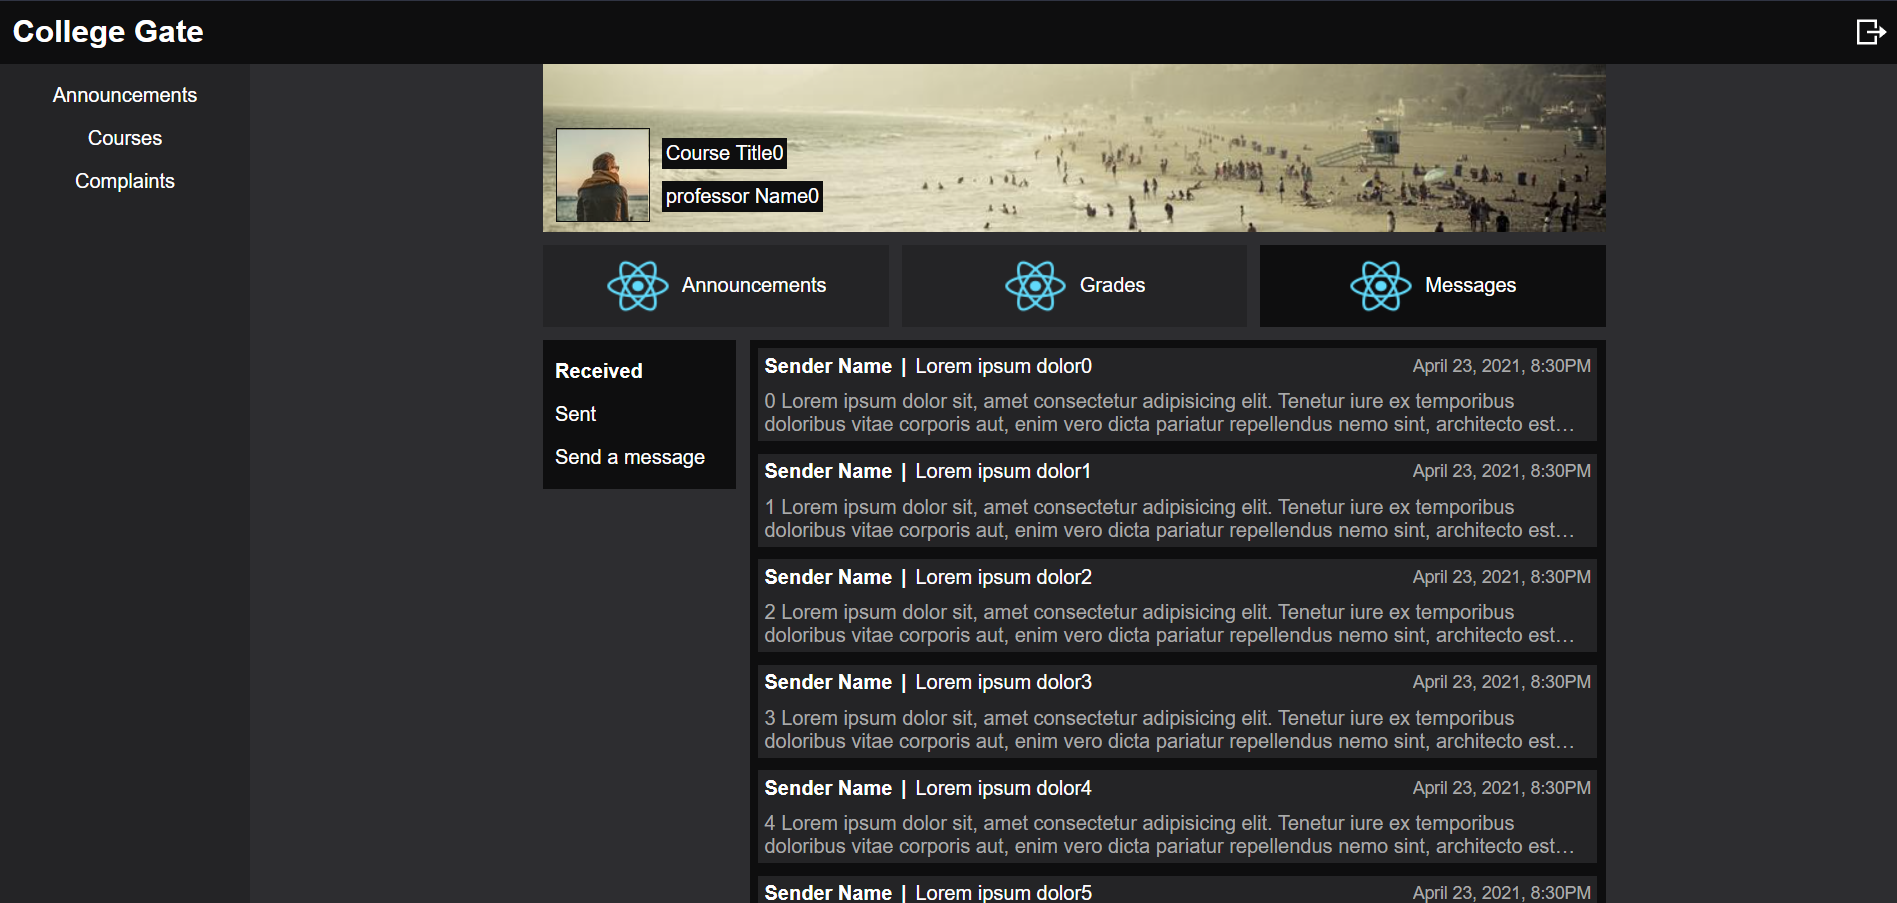 College Gate
Announcements
Courses
Complaints
Course Title0
professor Name0
Announcements
Grades
Messages
Received
Sent
Send a message
Sender Name | Lorem ipsum dolor0 April 23, 2021, 8:30PM
0 Lorem ipsum dolor sit, amet consectetur adipisicing elit. Tenetur iure ex temporibus
doloribus vitae corporis aut, enim vero dicta pariatur repellendus nemo sint, architecto est…
Sender Name | Lorem ipsum dolor1 April 23, 2021, 8:30PM
1 Lorem ipsum dolor sit, amet consectetur adipisicing elit. Tenetur iure ex temporibus
doloribus vitae corporis aut, enim vero dicta pariatur repellendus nemo sint, architecto est…
Sender Name | Lorem ipsum dolor2 April 23, 2021, 8:30PM
2 Lorem ipsum dolor sit, amet consectetur adipisicing elit. Tenetur iure ex temporibus
doloribus vitae corporis aut, enim vero dicta pariatur repellendus nemo sint, architecto est…
Sender Name | Lorem ipsum dolor3 April 23, 2021, 8:30PM
3 Lorem ipsum dolor sit, amet consectetur adipisicing elit. Tenetur iure ex temporibus
doloribus vitae corporis aut, enim vero dicta pariatur repellendus nemo sint, architecto est…
Sender Name | Lorem ipsum dolor4 April 23, 2021, 8:30PM
4 Lorem ipsum dolor sit, amet consectetur adipisicing elit. Tenetur iure ex temporibus
doloribus vitae corporis aut, enim vero dicta pariatur repellendus nemo sint, architecto est…
Sender Name | Lorem ipsum dolor5 April 23, 2021, 8:30PM